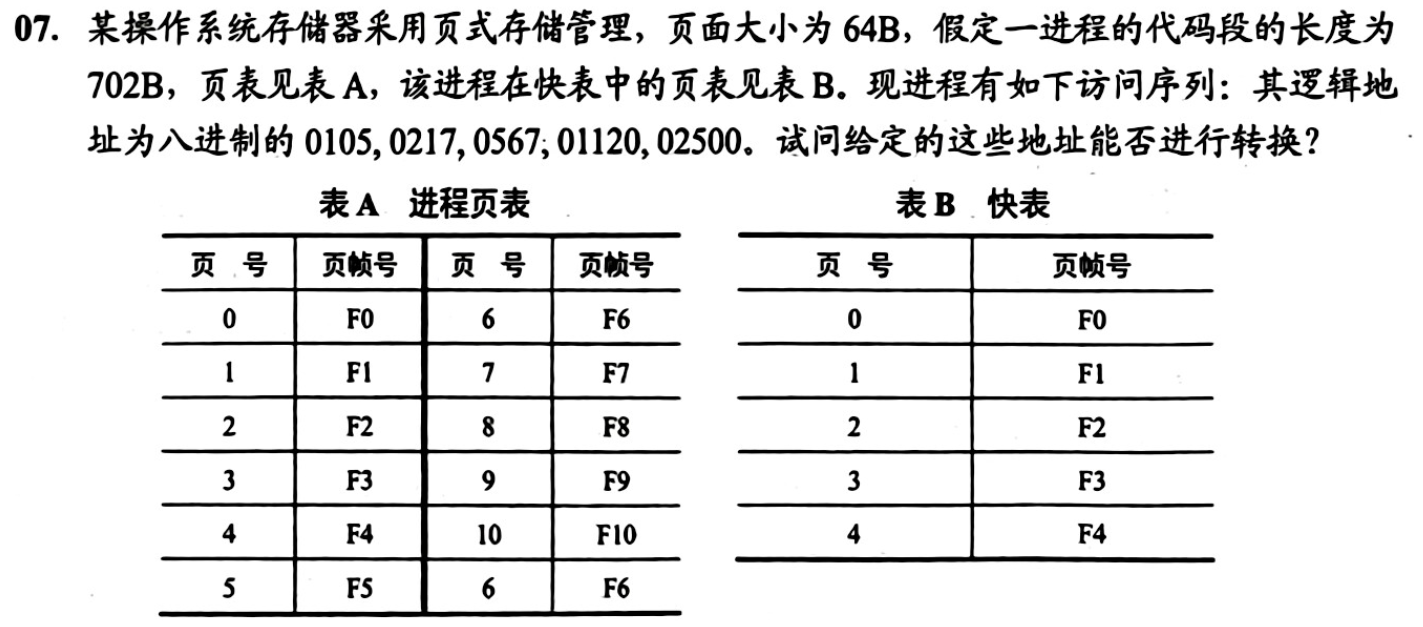 07. 某操作系统存储器采用页式存储管理，页面大小为 64B，假定一进程的代码段的长度为
702B，页表见表 A，该进程在快表中的页表见表 B。现进程有如下访问序列：其逻辑地
址为八进制的 0105, 0217, 0567; 01120, 02500。试问给定的这些地址能否进行转换？
表 A 进程页表 表 B 快表
页 号 页帧号 页 号 页帧号 页 号 页帧号
0 F0 6 F6 0 F0
1 F1 7 F7 1 F1
2 F2 8 F8 2 F2
3 F3 9 F9 3 F3
4 F4 10 F10 4 F4
5 F5 6 F6